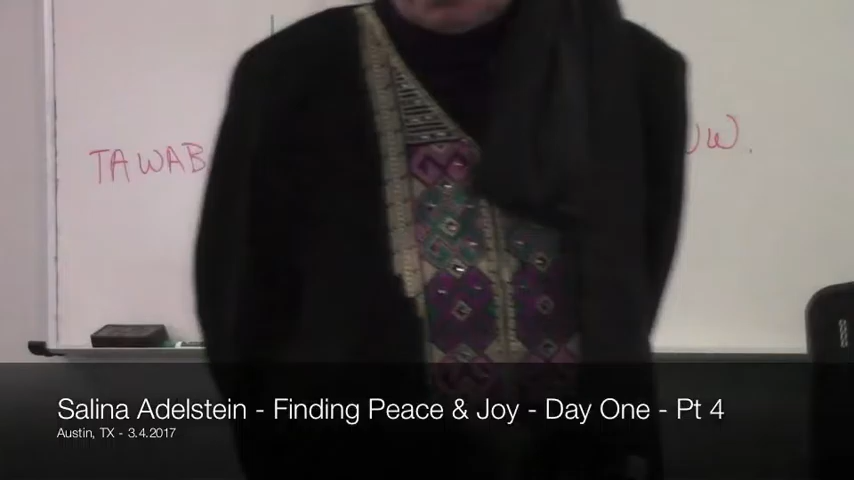 TAWAB
Salina Adelstein - Finding Peace & Joy - Day One - Pt 4
Austin, TX - 3.4.2017